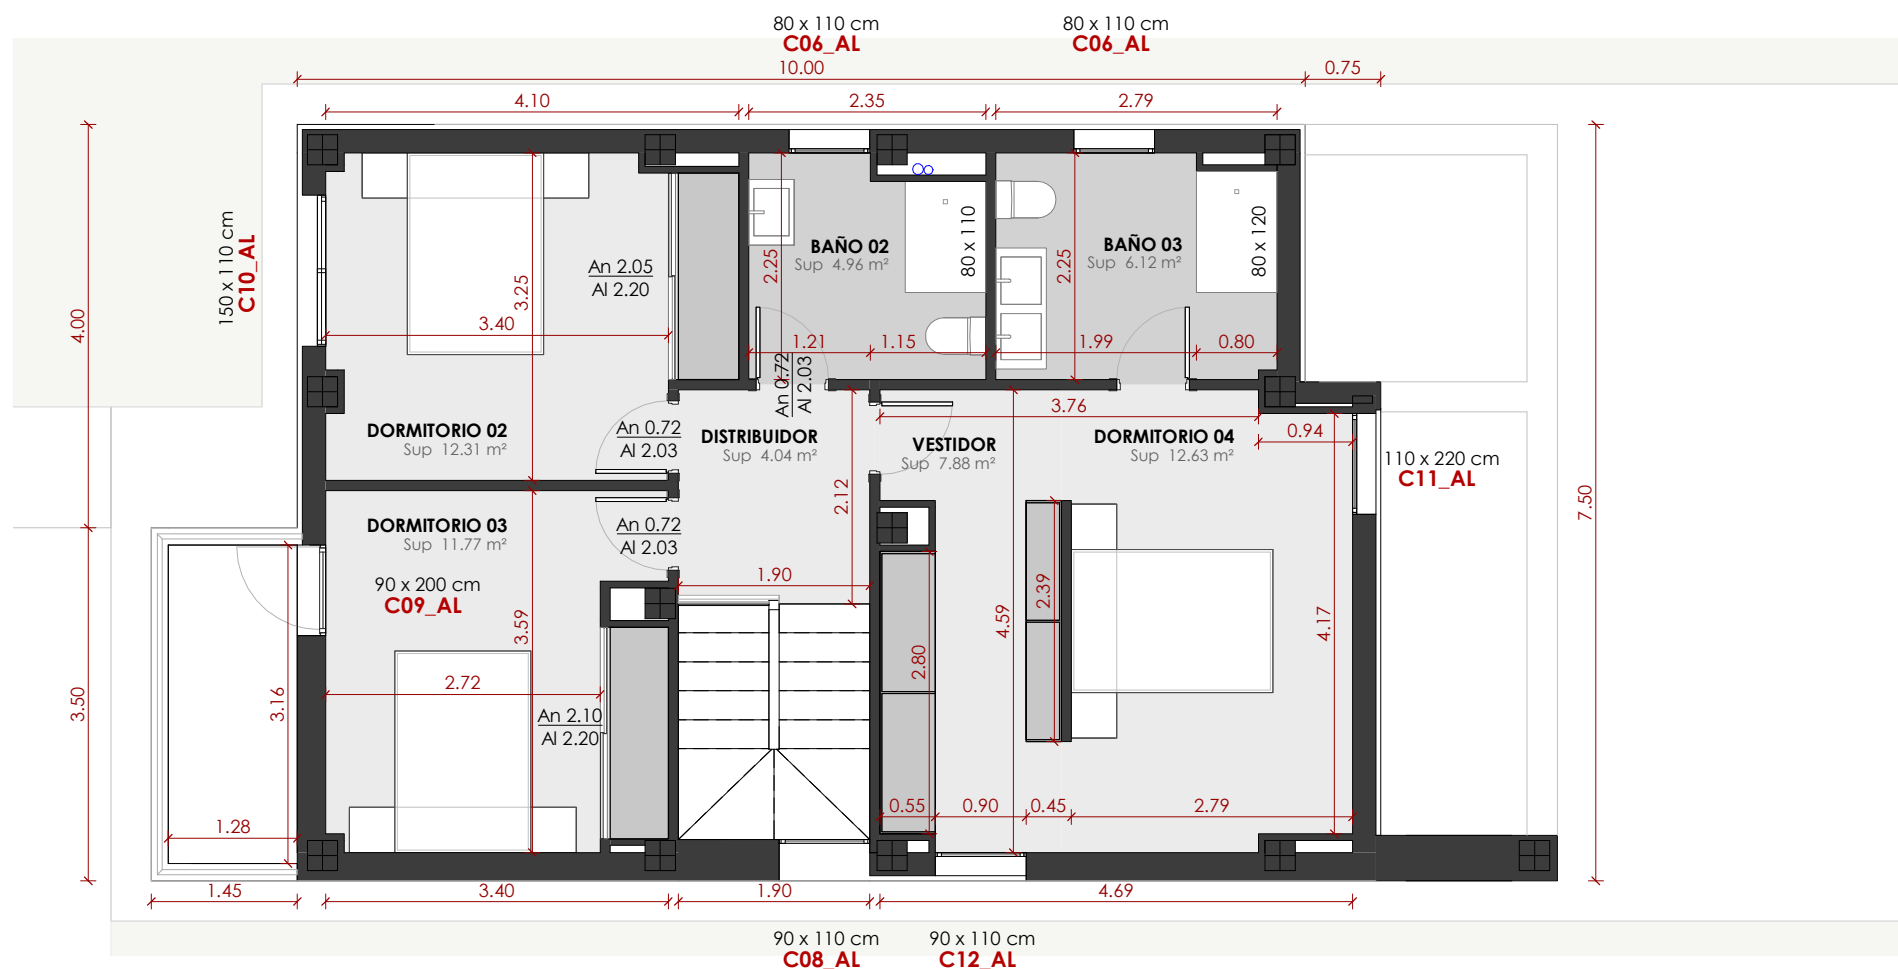 80 x 110 cm
C06_AL
80 x 110 cm
C06_AL
10.00
0.75
4.10
2.35
2.79
150 x 110 cm
C10_AL
4.00
3.25
3.40
An 2.05
Al 2.20
BAÑO 02
Sup 4.96 m²
80 x 110
2.25
1.21
1.15
An 0.72
Al 2.03
BAÑO 03
Sup 6.12 m²
80 x 120
2.25
1.99
0.80
DORMITORIO 02
Sup 12.31 m²
An 0.72
Al 2.03
DISTRIBUIDOR
Sup 4.04 m²
VESTIDOR
Sup 7.88 m²
3.76
DORMITORIO 04
Sup 12.63 m²
0.94
110 x 220 cm
C11_AL
7.50
2.12
DORMITORIO 03
Sup 11.77 m²
An 0.72
Al 2.03
90 x 200 cm
C09_AL
1.90
3.59
4.59
2.39
4.17
2.80
3.50
3.16
2.72
An 2.10
Al 2.20
1.28
0.55
0.90
0.45
2.79
1.45
3.40
1.90
4.69
90 x 110 cm
C08_AL
90 x 110 cm
C12_AL